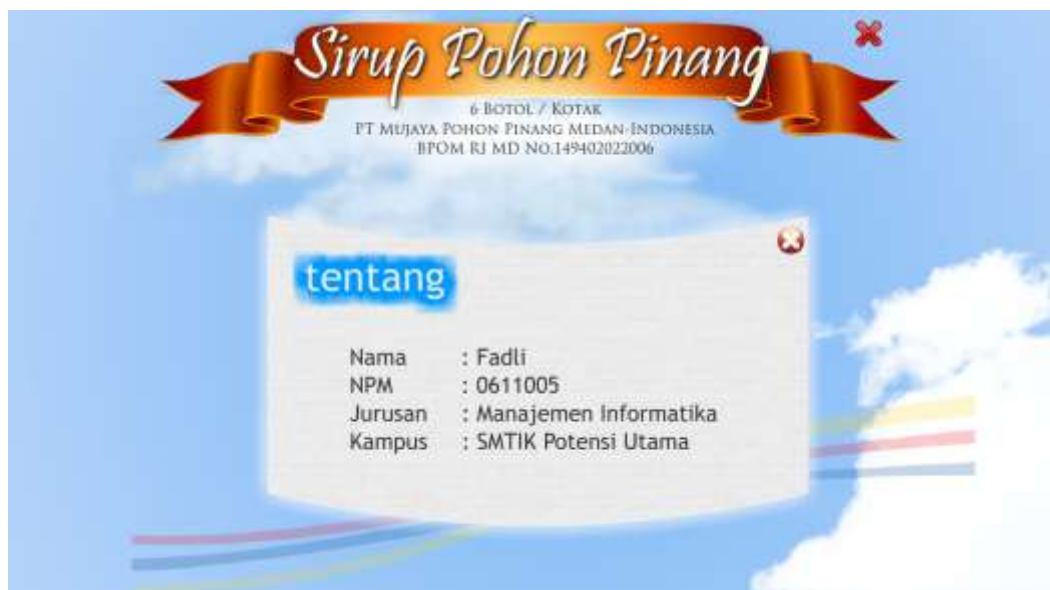 Sirup Pohon Pinang
6 Botol / Kotak
PT Mujaya Pohon Pinang Medan-Indonesia
BPOM RI MD No.149402022006
tentang
Nama : Fadli
NPM : 0611005
Jurusan : Manajemen Informatika
Kampus : SMTIK Potensi Utama